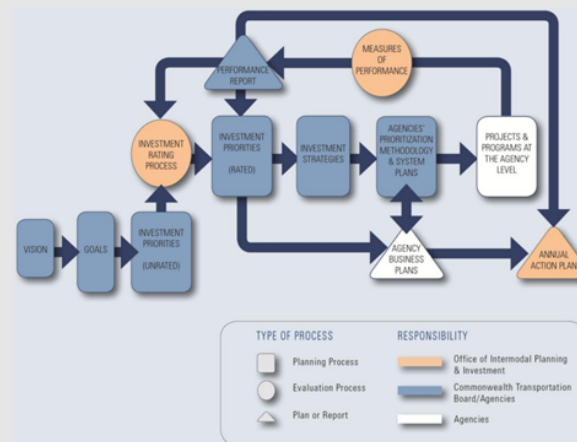 PERFORMANCE
REPORT
MEASURES
OF
PERFORMANCE
INVESTMENT
RATING
PROCESS
INVESTMENT
PRIORITIES
(RATED)
INVESTMENT
STRATEGIES
AGENCIES'
PRIORITIZATION
METHODOLOGY
& SYSTEM
PLANS
PROJECTS &
PROGRAMS AT
THE AGENCY
LEVEL
VISION
GOALS
INVESTMENT
PRIORITIES
(UNRATED)
AGENCY
BUSINESS
PLANS
ANNUAL
ACTION PLAN
TYPE OF PROCESS
Planning Process
Evaluation Process
Plan or Report
RESPONSIBILITY
Office of Intermodal Planning
& Investment
Commonwealth Transportation
Board/Agencies
Agencies